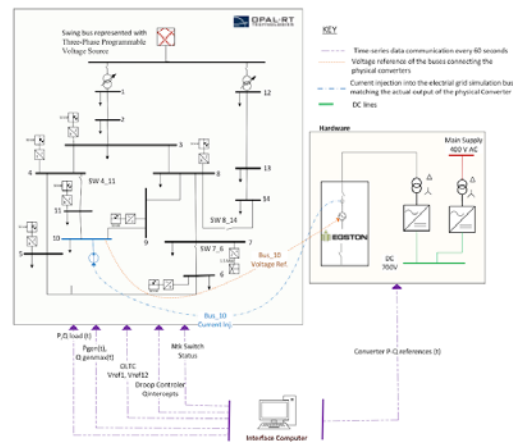 OPAL-RT
TECHNOLOGIES
Swing bus represented with
Three-Phase Programmable
Voltage Source
1
12
2
3
4
8
13
SW 4_11
14
11
SW 8_14
10
9
SW 7_6
7
5
6
Bus_10
Voltage Ref.
Bus_10
Current Inj.
KEY
Time-series data communication every 60 seconds
Voltage reference of the buses connecting the
physical converters
Current injection into the electrial grid simulation bus
matching the actual output of the physical Converter
DC lines
Hardware
Main Supply
400 V AC
EGSTON
DC
700V
P,Q load (t)
Pgen(t),
Q genmax(t)
OLTC
Vref1, Vref12
Droop Controler
Qintercepts
Ntk Switch
Status
Converter P-Q references (t)
Interface Computer